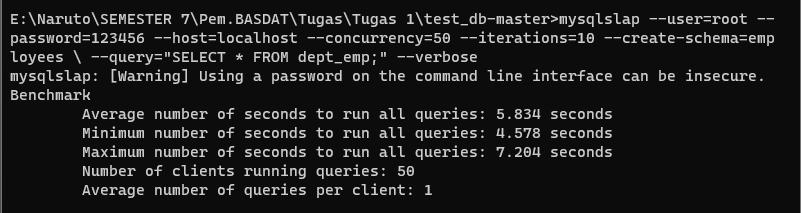 E:\Naruto\SEMESTER 7\Pem.BASDAT\Tugas\Tugas 1\test_db-master>mysqlslap --user=root --
password=123456 --host=localhost --concurrency=50 --iterations=10 --create-schema=emp
loyees \ --query="SELECT * FROM dept_emp;" --verbose
mysqlslap: [Warning] Using a password on the command line interface can be insecure.
Benchmark
        Average number of seconds to run all queries: 5.834 seconds
        Minimum number of seconds to run all queries: 4.578 seconds
        Maximum number of seconds to run all queries: 7.204 seconds
        Number of clients running queries: 50
        Average number of queries per client: 1